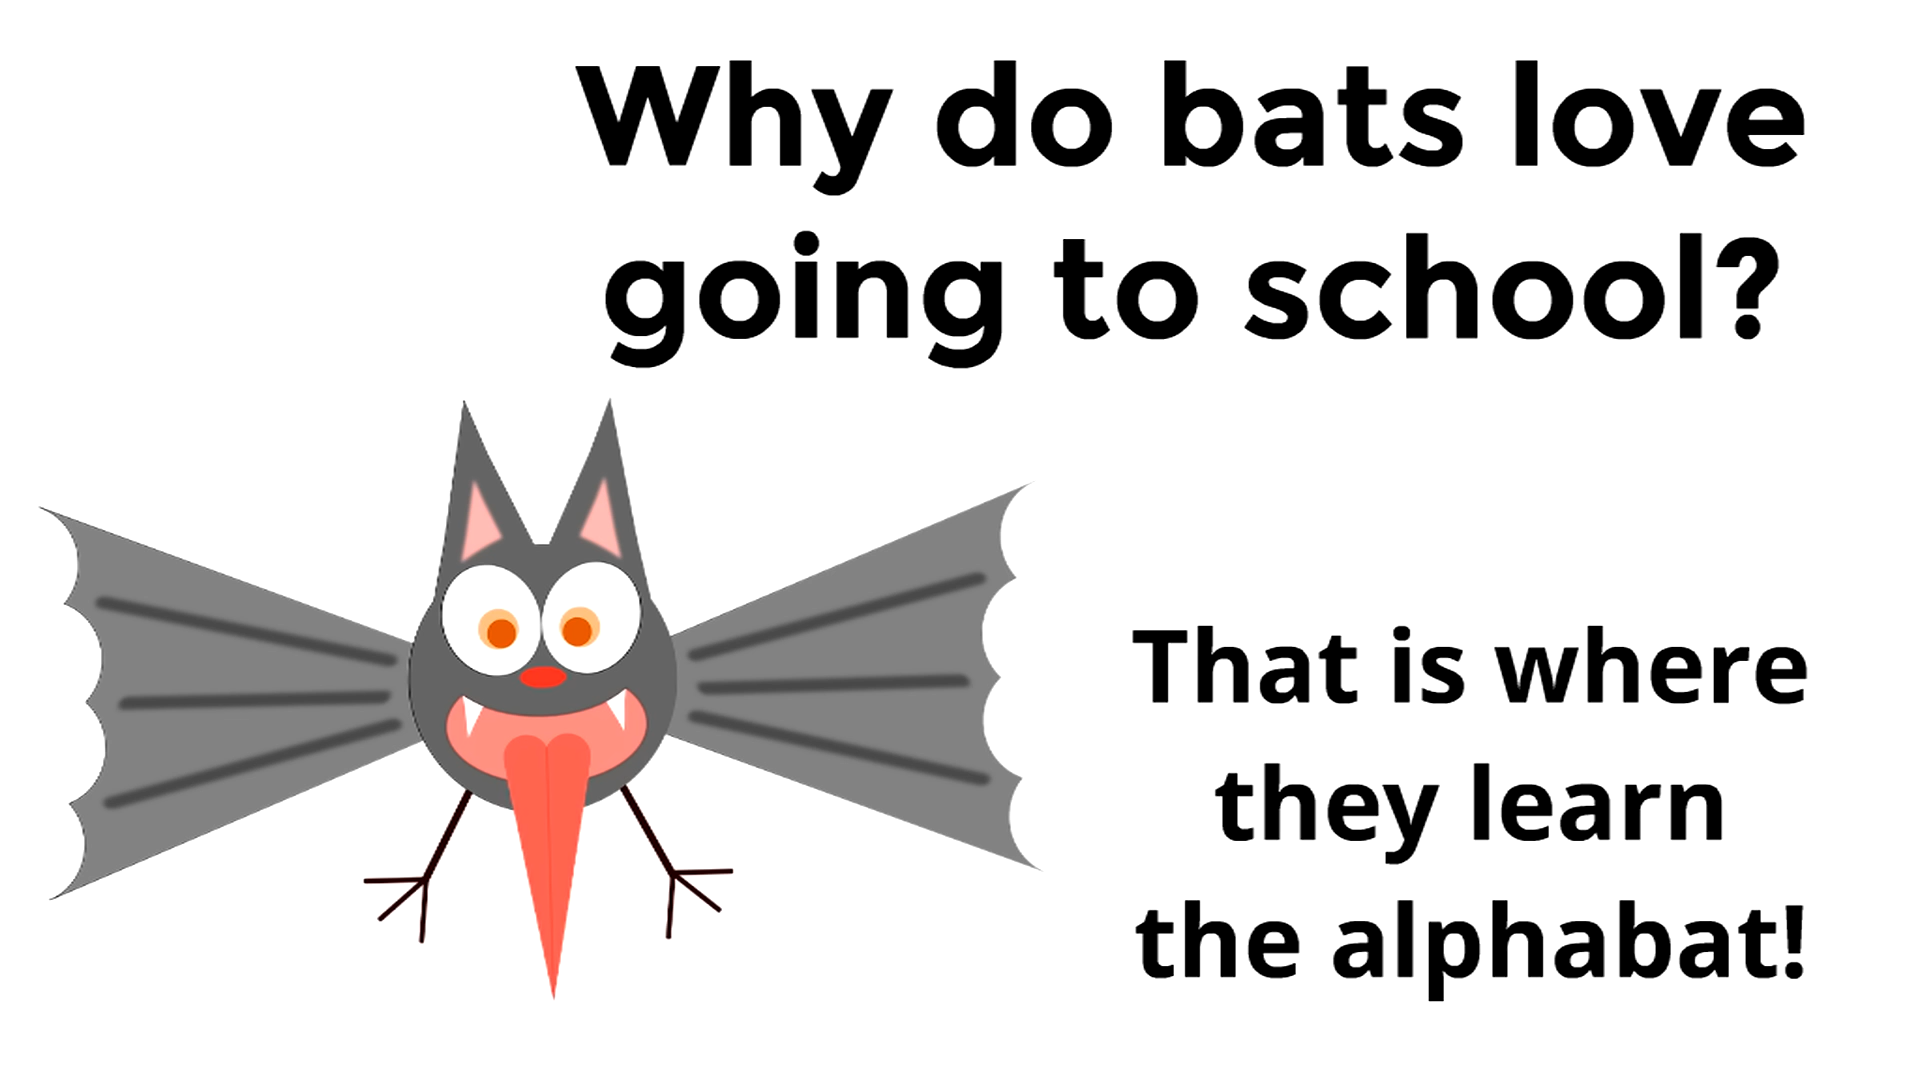 Why do bats love
going to school?
That is where
they learn
the alphabat!